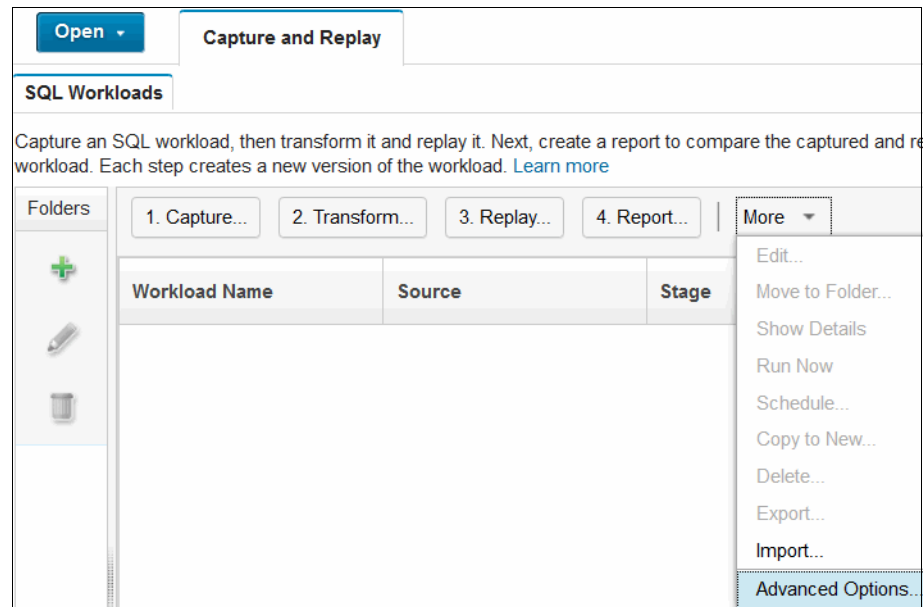 Open
Capture and Replay
SQL Workloads
Capture an SQL workload, then transform it and replay it. Next, create a report to compare the captured and re
workload. Each step creates a new version of the workload. Learn more
Folders
1. Capture...
2. Transform...
3. Replay...
4. Report...
More
Workload Name
Source
Stage
Edit...
Move to Folder...
Show Details
Run Now
Schedule...
Copy to New...
Delete...
Export...
Import...
Advanced Options...